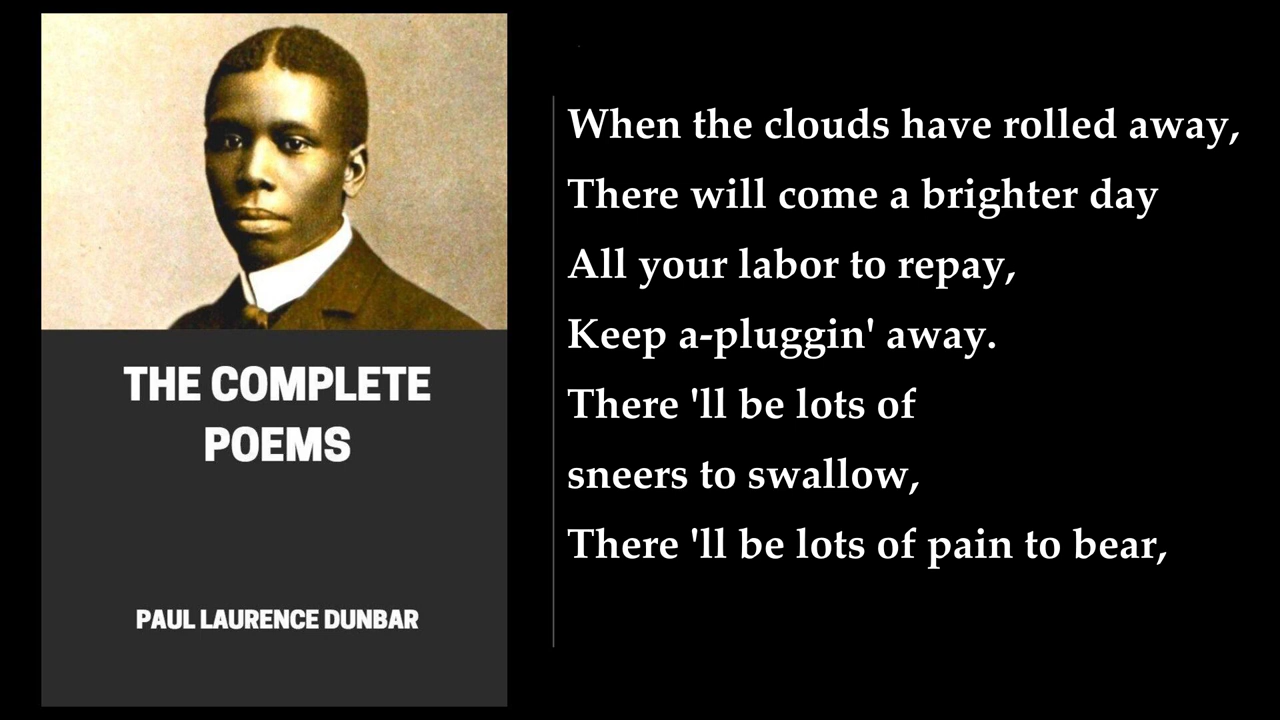 THE COMPLETE
POEMS
PAUL LAURENCE DUNBAR
When the clouds have rolled away,
There will come a brighter day
All your labor to repay,
Keep a-pluggin' away.
There 'll be lots of
sneers to swallow,
There 'll be lots of pain to bear,